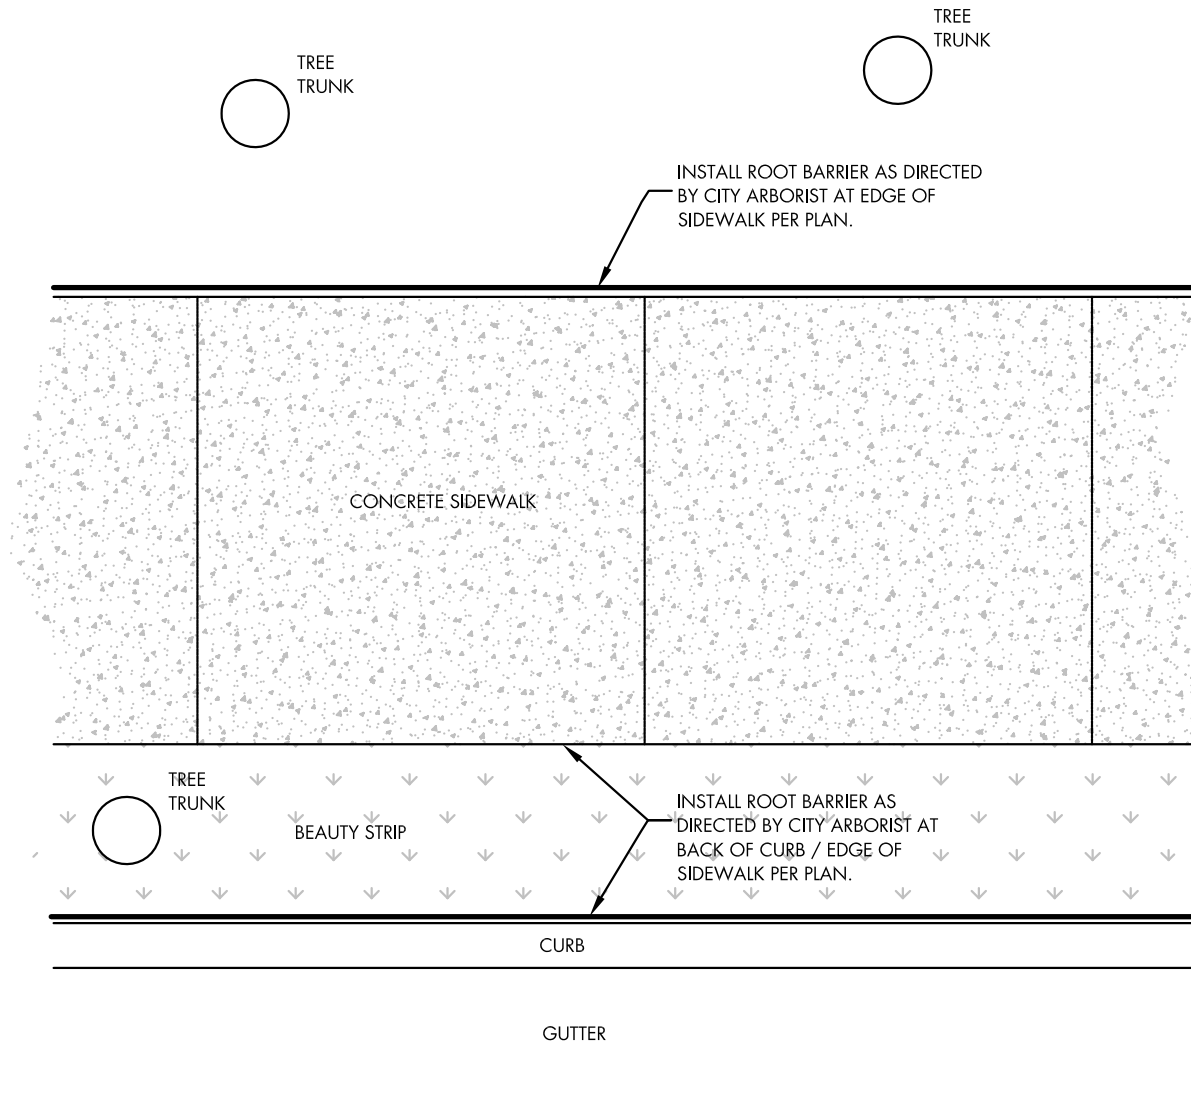 TREE
TRUNK
TREE
TRUNK
INSTALL ROOT BARRIER AS DIRECTED
BY CITY ARBORIST AT EDGE OF
SIDEWALK PER PLAN.
CONCRETE SIDEWALK
TREE
TRUNK
BEAUTY STRIP
INSTALL ROOT BARRIER AS
DIRECTED BY CITY ARBORIST AT
BACK OF CURB / EDGE OF
SIDEWALK PER PLAN.
CURB
GUTTER